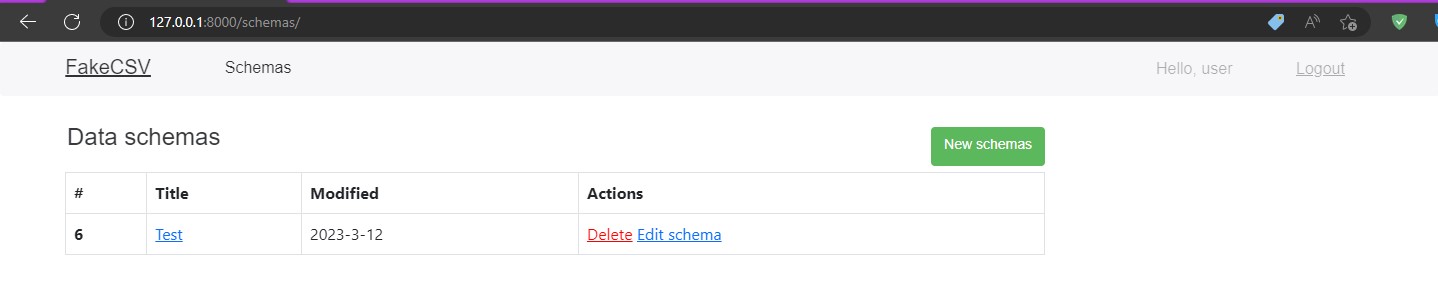 127.0.0.1:8000/schemas/
FakeCSV Schemas Hello, user Logout
Data schemas
New schemas
# Title Modified Actions
6 Test 2023-3-12 Delete Edit schema